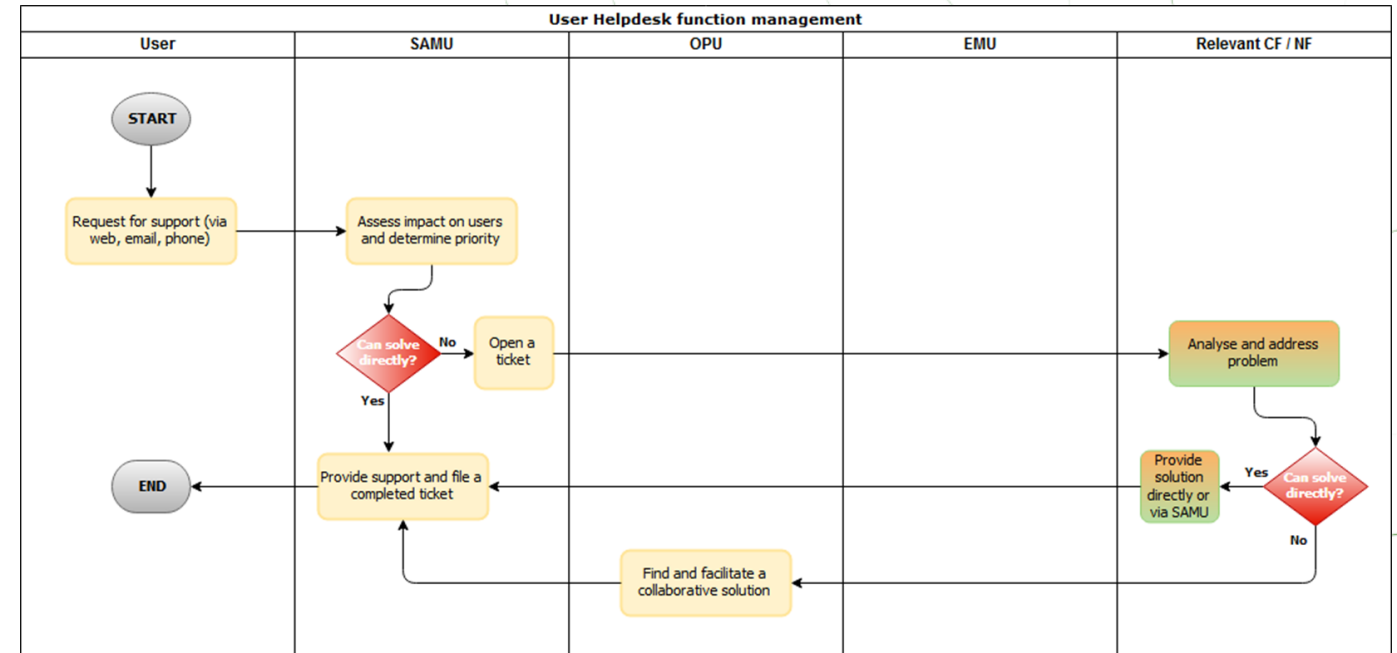 User Helpdesk function management
User
SAMU
OPU
EMU
Relevant CF / NF
START
Request for support (via
web, email, phone)
Assess impact on users
and determine priority
Can solve
directly?
No
Open a
ticket
Analyse and address
problem
Yes
Provide support and file a
completed ticket
END
Provide
solution
directly or
via SAMU
Yes
Can solve
directly?
No
Find and facilitate a
collaborative solution